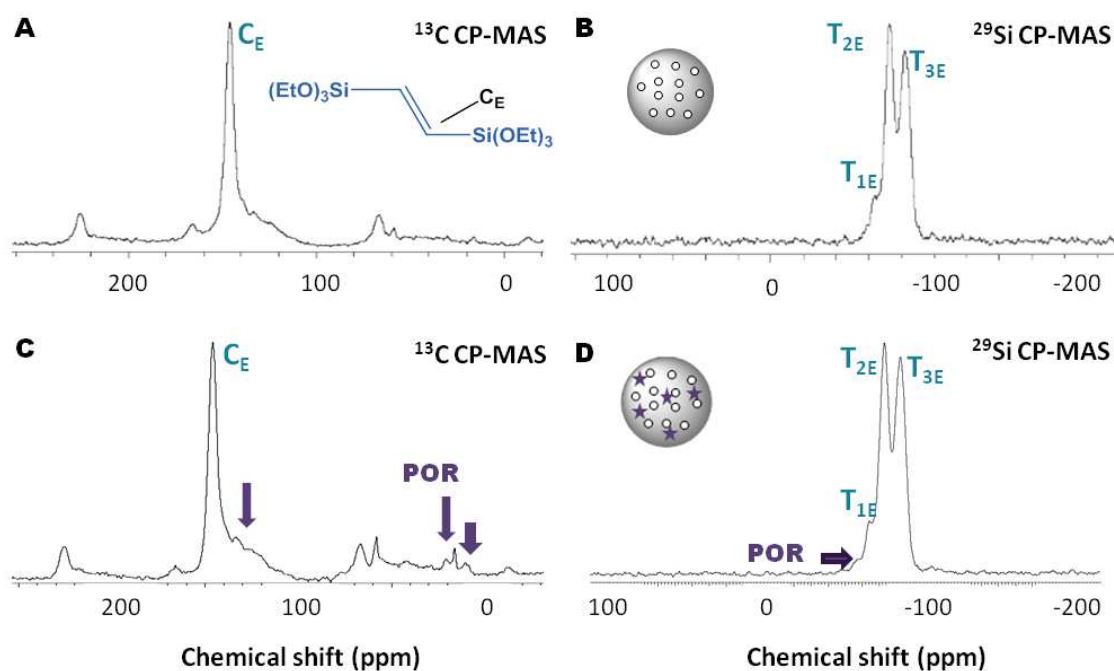 A
C_E
¹³C CP-MAS
(EtO)₃Si
C_E
Si(OEt)₃
200
100
0
B
T₂E
²⁹Si CP-MAS
T₃E
T₁E
100
0
-100
-200
C
C_E
¹³C CP-MAS
POR
200
100
0
Chemical shift (ppm)
D
T₂E
²⁹Si CP-MAS
T₃E
T₁E
POR
100
0
-100
-200
Chemical shift (ppm)